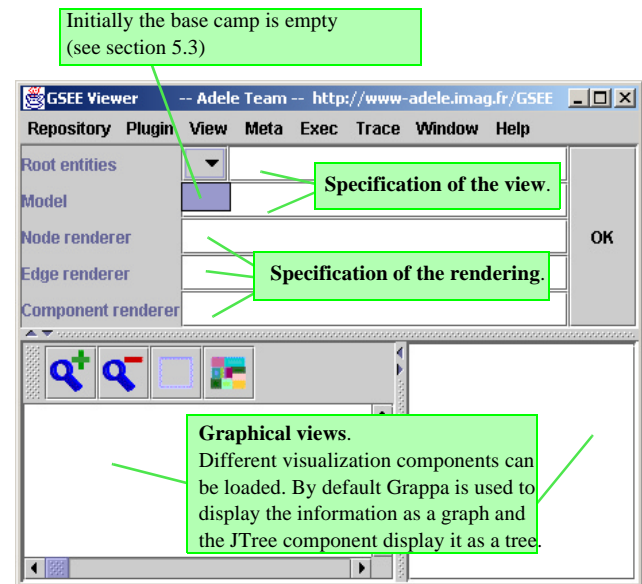 Initially the base camp is empty
(see section 5.3)
GSEE Viewer -- Adele Team -- http://www-adele.imag.fr/GSEE
Repository Plugin View Meta Exec Trace Window Help
Root entities
Specification of the view.
Model
Node renderer
OK
Edge renderer
Specification of the rendering.
Component renderer
Graphical views.
Different visualization components can
be loaded. By default Grappa is used to
display the information as a graph and
the JTree component display it as a tree.